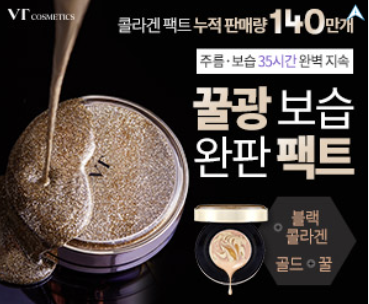 VT COSMETICS
콜라겐 팩트 누적 판매량 140만개
주름·보습 35시간 완벽 지속
꿀광 보습
완판 팩트
VT
블랙
콜라겐
골드 + 꿀